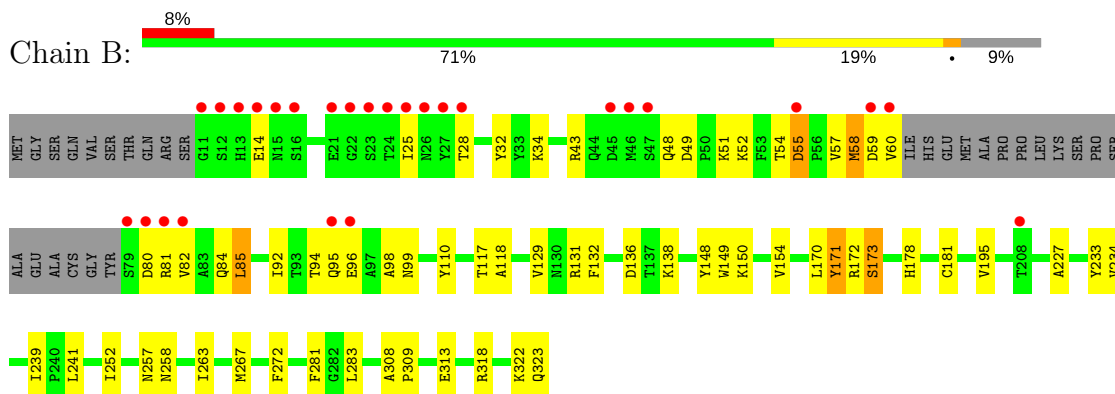 8%
Chain B:
71% 19% • 9%
MET GLY SER GLN VAL SER THR GLN ARG SER G11 S12 H13 E14 N15 S16 E21 G22 S23 T24 I25 N26 Y27 T28 Y32 Y33 K34 R43 Q44 D45 M46 S47 Q48 D49 P50 K51 K52 F53 T54 D55 P56 V57 M58 D59 V60 ILE HIS GLU MET ALA PRO PRO LEU LYS SER PRO SER
ALA GLU ALA CYS GLY TYR S79 D80 R81 V82 A83 Q84 L85 I92 T93 T94 Q95 E96 A97 A98 N99 Y110 T117 A118 V129 N130 R131 F132 D136 T137 K138 Y148 W149 K150 V154 L170 Y171 R172 S173 H178 C181 V195 T208 A227 Y233
I239 P240 L241 I252 N257 N258 I263 M267 F272 F281 G282 L283 A308 P309 E313 R318 K322 Q323